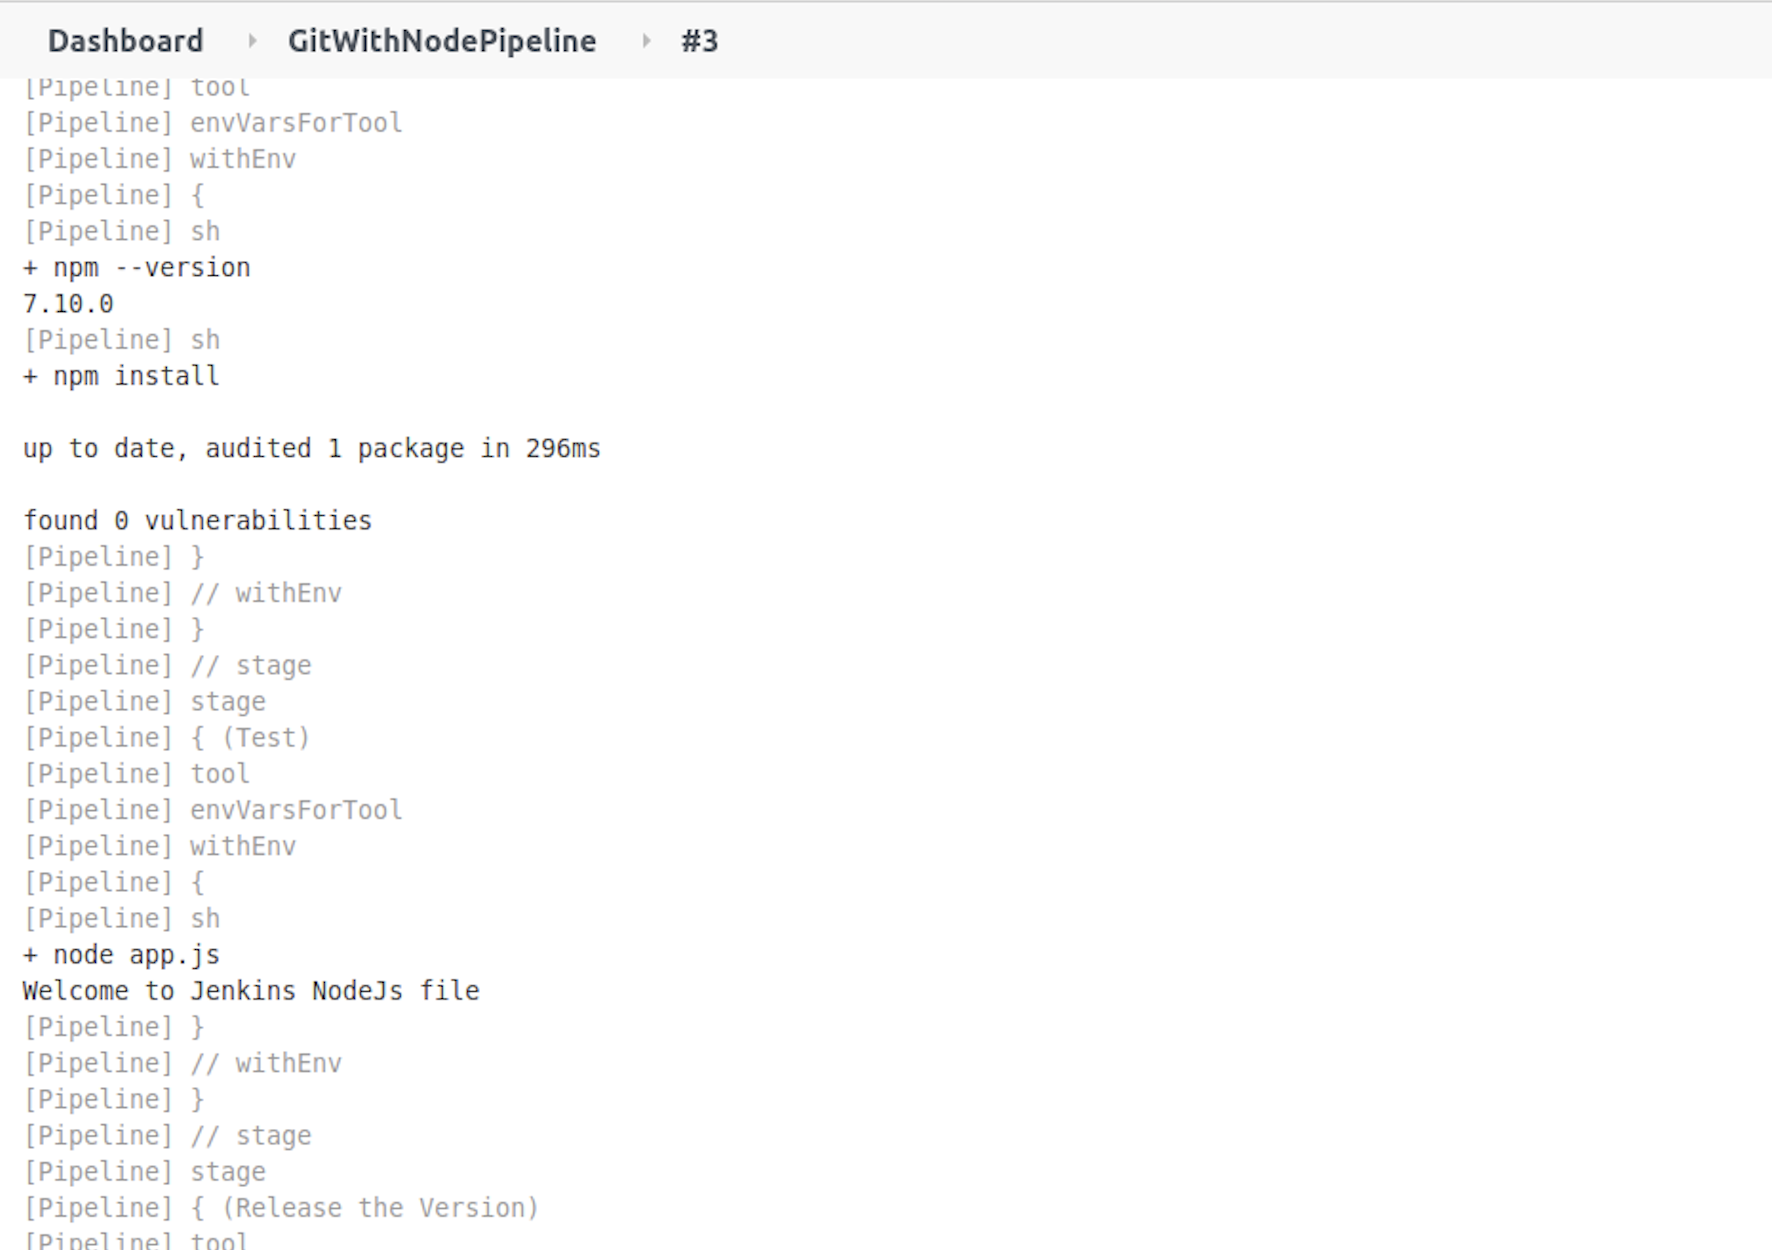 Dashboard GitWithNodePipeline #3
[Pipeline] tool
[Pipeline] envVarsForTool
[Pipeline] withEnv
[Pipeline] {
[Pipeline] sh
+ npm --version
7.10.0
[Pipeline] sh
+ npm install
up to date, audited 1 package in 296ms
found 0 vulnerabilities
[Pipeline] }
[Pipeline] // withEnv
[Pipeline] }
[Pipeline] // stage
[Pipeline] stage
[Pipeline] { (Test)
[Pipeline] tool
[Pipeline] envVarsForTool
[Pipeline] withEnv
[Pipeline] {
[Pipeline] sh
+ node app.js
Welcome to Jenkins NodeJs file
[Pipeline] }
[Pipeline] // withEnv
[Pipeline] }
[Pipeline] // stage
[Pipeline] stage
[Pipeline] { (Release the Version)
[Pipeline] tool